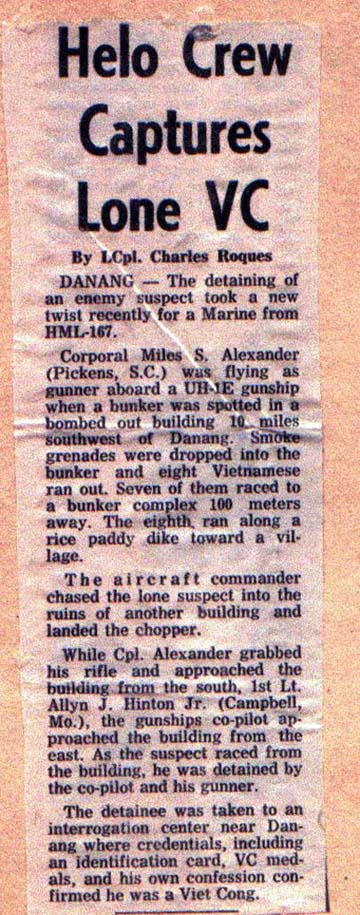 Helo Crew
Captures
Lone VC
By LCpl. Charles Roques
DANANG — The detaining of
an enemy suspect took a new
twist recently for a Marine from
HML-167.
Corporal Miles S. Alexander
(Pickens, S.C.) was flying as
gunner aboard a UH-1E gunship
when a bunker was spotted in a
bombed out building 10 miles
southwest of Danang. Smoke
grenades were dropped into the
bunker and eight Vietnamese
ran out. Seven of them raced to
a bunker complex 100 meters
away. The eighth ran along a
rice paddy dike toward a vil-
lage.
The aircraft commander
chased the lone suspect into the
ruins of another building and
landed the chopper.
While Cpl. Alexander grabbed
his rifle and approached the
building from the south, 1st Lt.
Allyn J. Hinton Jr. (Campbell,
Mo.), the gunships co-pilot ap-
proached the building from the
east. As the suspect raced from
the building, he was detained by
the co-pilot and his gunner.
The detainee was taken to an
interrogation center near Dan-
ang where credentials, including
an identification card, VC med-
als, and his own confession con-
firmed he was a Viet Cong.